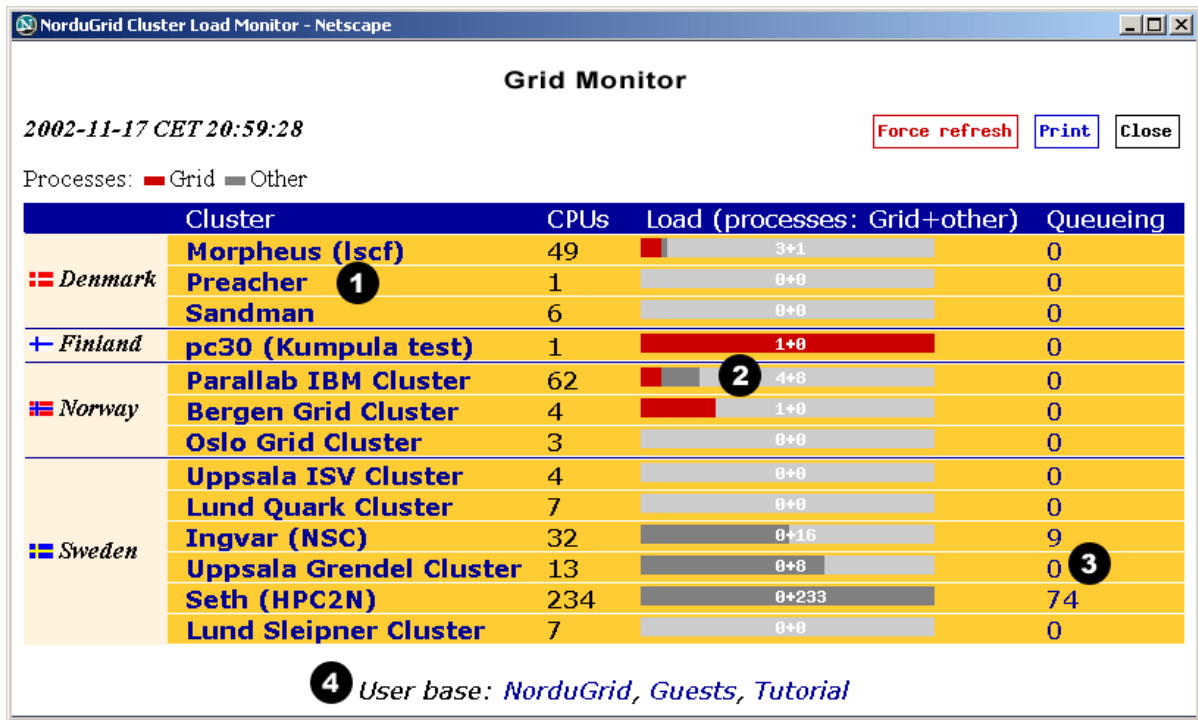 NorduGrid Cluster Load Monitor - Netscape
Grid Monitor
2002-11-17 CET 20:59:28
Force refresh Print Close
Processes: Grid Other
Cluster CPUs Load (processes: Grid+other) Queueing
Denmark
Morpheus (lscf) 49 3+1 0
Preacher 1 1 0+0 0
Sandman 6 0+0 0
Finland
pc30 (Kumpula test) 1 1+0 0
Norway
Parallab IBM Cluster 62 2 4+8 0
Bergen Grid Cluster 4 1+0 0
Oslo Grid Cluster 3 0+0 0
Sweden
Uppsala ISV Cluster 4 0+0 0
Lund Quark Cluster 7 0+0 0
Ingvar (NSC) 32 0+16 9
Uppsala Grendel Cluster 13 0+8 0 3
Seth (HPC2N) 234 0+233 74
Lund Sleipner Cluster 7 0+0 0
4 User base: NorduGrid, Guests, Tutorial